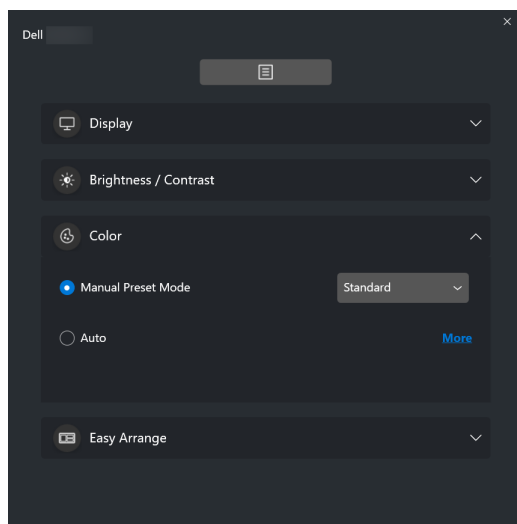 Dell
Display
Brightness / Contrast
Color
Manual Preset Mode Standard
Auto More
Easy Arrange